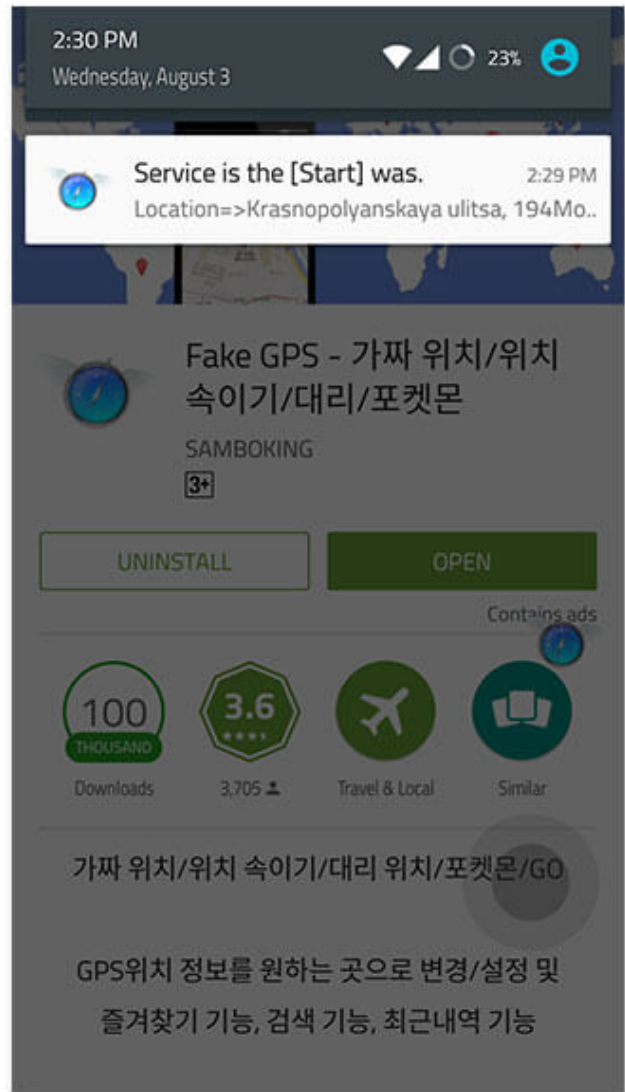 2:30 PM
23%
Wednesday, August 3
Service is the [Start] was.
2:29 PM
Location=>Krasnopolyanskaya ulitsa, 194Mo..
Fake GPS - 가짜 위치/위치
속이기/대리/포켓몬
SAMBOKING
3+
UNINSTALL
OPEN
Contains ads
100
THOUSAND
Downloads
3.6
3,705
Travel & Local
Similar
가짜 위치/위치 속이기/대리 위치/포켓몬/GO
GPS위치 정보를 원하는 곳으로 변경/설정 및
즐겨찾기 기능, 검색 기능, 최근내역 기능